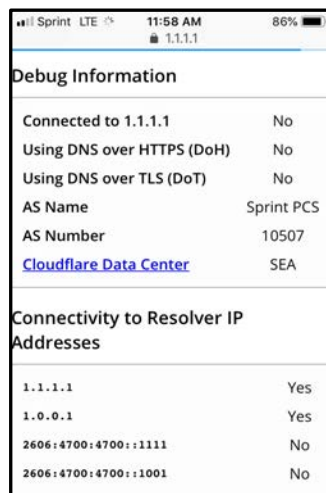 Sprint LTE 11:58 AM 86%
1.1.1.1
Debug Information
Connected to 1.1.1.1 No
Using DNS over HTTPS (DoH) No
Using DNS over TLS (DoT) No
AS Name Sprint PCS
AS Number 10507
Cloudflare Data Center SEA
Connectivity to Resolver IP
Addresses
1.1.1.1 Yes
1.0.0.1 Yes
2606:4700:4700::1111 No
2606:4700:4700::1001 No